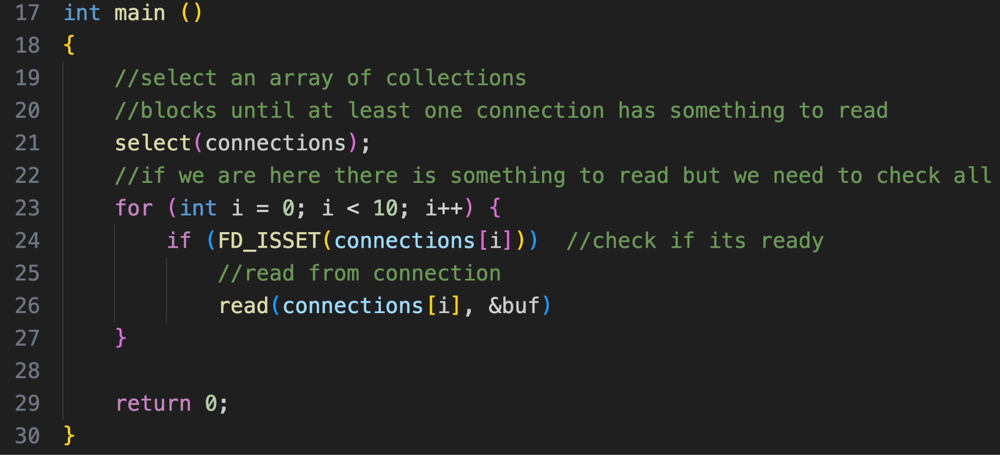 17 int main ()
18 {
19 //select an array of collections
20 //blocks until at least one connection has something to read
21 select(connections);
22 //if we are here there is something to read but we need to check all
23 for (int i = 0; i < 10; i++) {
24 if (FD_ISSET(connections[i])) //check if its ready
25 //read from connection
26 read(connections[i], &buf)
27 }
28
29 return 0;
30 }